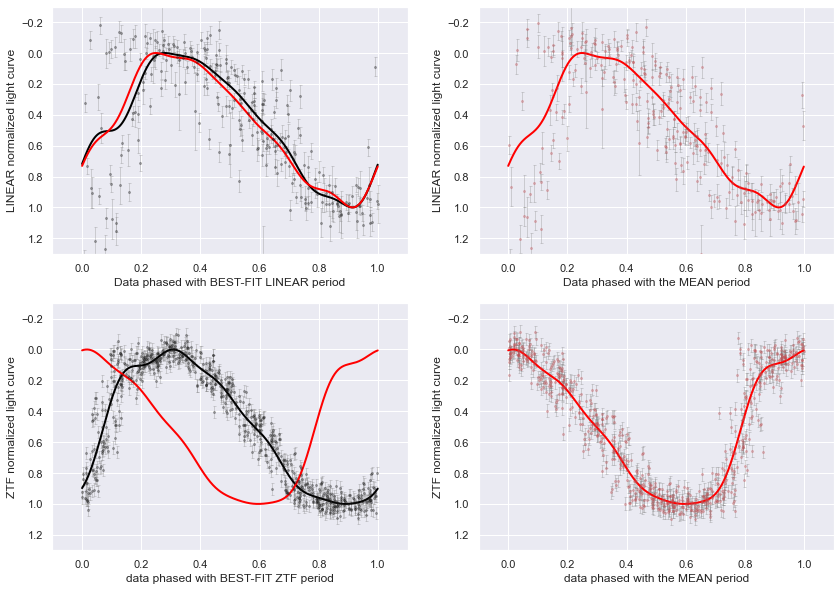 LINEAR normalized light curve
−0.2
0.0
0.2
0.4
0.6
0.8
1.0
1.2
0.0 0.2 0.4 0.6 0.8 1.0
Data phased with BEST-FIT LINEAR period
LINEAR normalized light curve
−0.2
0.0
0.2
0.4
0.6
0.8
1.0
1.2
0.0 0.2 0.4 0.6 0.8 1.0
Data phased with the MEAN period
ZTF normalized light curve
−0.2
0.0
0.2
0.4
0.6
0.8
1.0
1.2
0.0 0.2 0.4 0.6 0.8 1.0
data phased with BEST-FIT ZTF period
ZTF normalized light curve
−0.2
0.0
0.2
0.4
0.6
0.8
1.0
1.2
0.0 0.2 0.4 0.6 0.8 1.0
data phased with the MEAN period